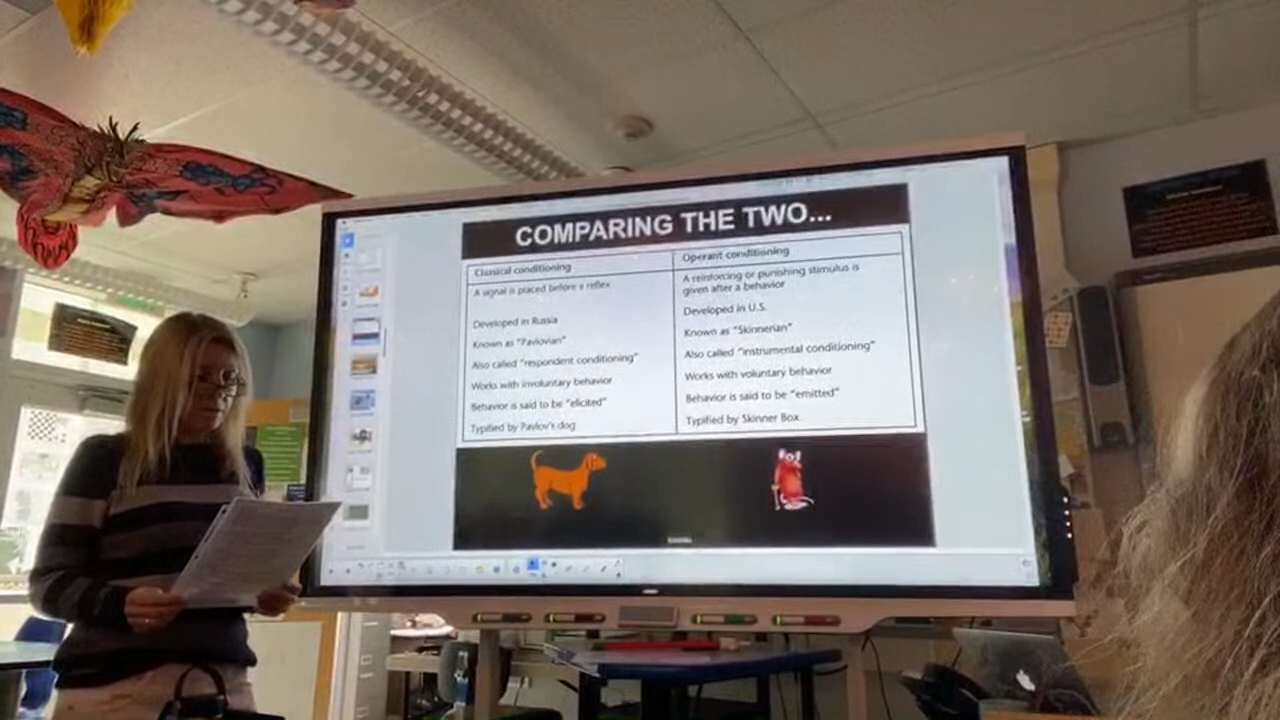 COMPARING THE TWO...
Classical conditioning
A signal is placed before a reflex
Developed in Russia
Known as "Pavlovian"
Also called "respondent conditioning"
Works with involuntary behavior
Behavior is said to be "elicited"
Typified by Pavlov's dog
Operant conditioning
A reinforcing or punishing stimulus is
given after a behavior
Developed in U.S.
Known as "Skinnerian"
Also called "instrumental conditioning"
Works with voluntary behavior
Behavior is said to be "emitted"
Typified by Skinner Box